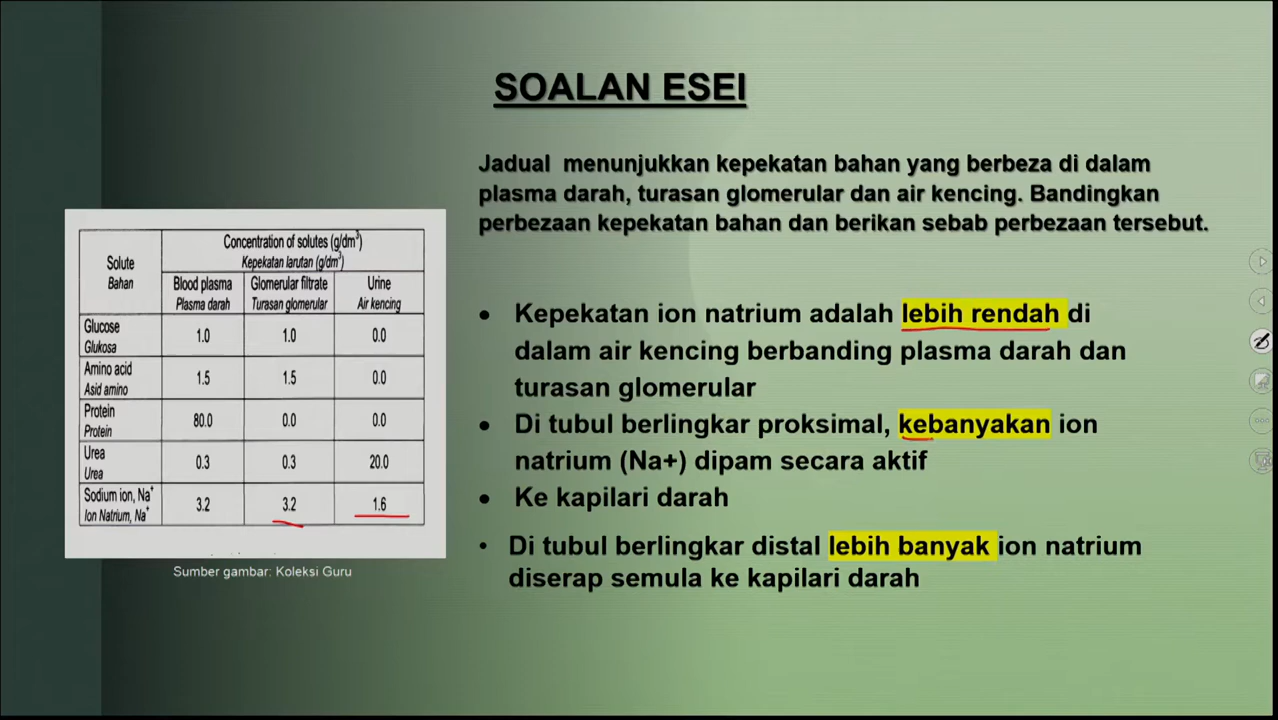 SOALAN ESEI
Jadual menunjukkan kepekatan bahan yang berbeza di dalam
plasma darah, turasan glomerular dan air kencing. Bandingkan
perbezaan kepekatan bahan dan berikan sebab perbezaan tersebut.
Solute
Bahan
Concentration of solutes (g/dm³)
Kepekatan larutan (g/dm³)
Blood plasma
Plasma darah
Glomerular filtrate
Turasan glomerular
Urine
Air kencing
Glucose
Glukosa
1.0 1.0 0.0
Amino acid
Asid amino
1.5 1.5 0.0
Protein
Protein
80.0 0.0 0.0
Urea
Urea
0.3 0.3 20.0
Sodium ion, Na⁺
Ion Natrium, Na⁺
3.2 3.2 1.6
Sumber gambar: Koleksi Guru
• Kepekatan ion natrium adalah lebih rendah di
dalam air kencing berbanding plasma darah dan
turasan glomerular
• Di tubul berlingkar proksimal, kebanyakan ion
natrium (Na+) dipam secara aktif
• Ke kapilari darah
• Di tubul berlingkar distal lebih banyak ion natrium
diserap semula ke kapilari darah